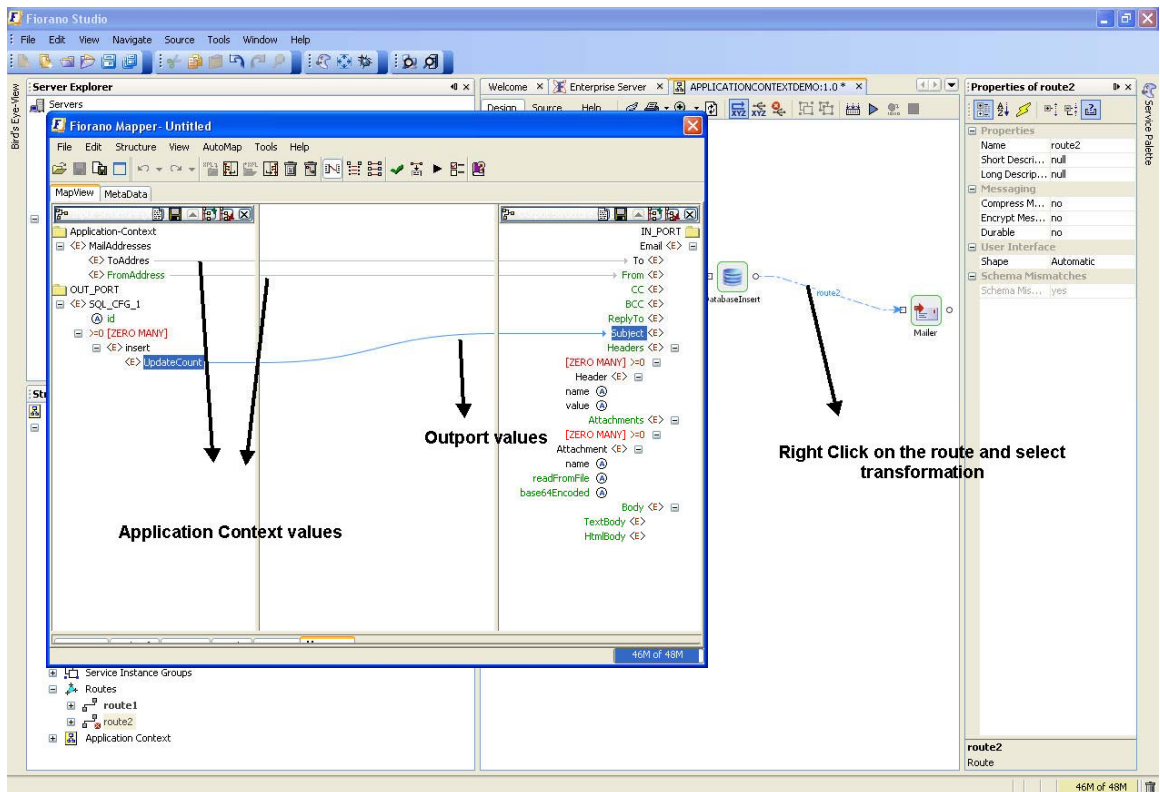 Fiorano Studio
File Edit View Navigate Source Tools Window Help
Bird's Eye-View
Server Explorer
Servers
Welcome
Enterprise Server
APPLICATIONCONTEXTDEMO:1.0 *
Design Source Help
Fiorano Mapper- Untitled
File Edit Structure View AutoMap Tools Help
MapView
MetaData
Application-Context
<E> MailAddresses
<E> ToAddres
<E> FromAddress
OUT_PORT
<E> SQL_CFG_1
A id
>=0 [ZERO MANY]
<E> insert
<E> UpdateCount
IN_PORT
Email <E>
To <E>
From <E>
CC <E>
BCC <E>
ReplyTo <E>
Subject <E>
Headers <E>
[ZERO MANY] >=0
Header <E>
name A
value A
Attachments <E>
[ZERO MANY] >=0
Attachment <E>
name A
readFromFile A
base64Encoded A
Body <E>
TextBody <E>
HtmlBody <E>
Application Context values
Outport values
46M of 48M
Service Instance Groups
Routes
route1
route2
Application Context
atabaseInsert
route2
Mailer
Right Click on the route and select
transformation
Properties of route2
Properties
Name route2
Short Descri... null
Long Descrip... null
Messaging
Compress M... no
Encrypt Mes... no
Durable no
User Interface
Shape Automatic
Schema Mismatches
Schema Mis... yes
route2
Route
Service Palette
46M of 48M